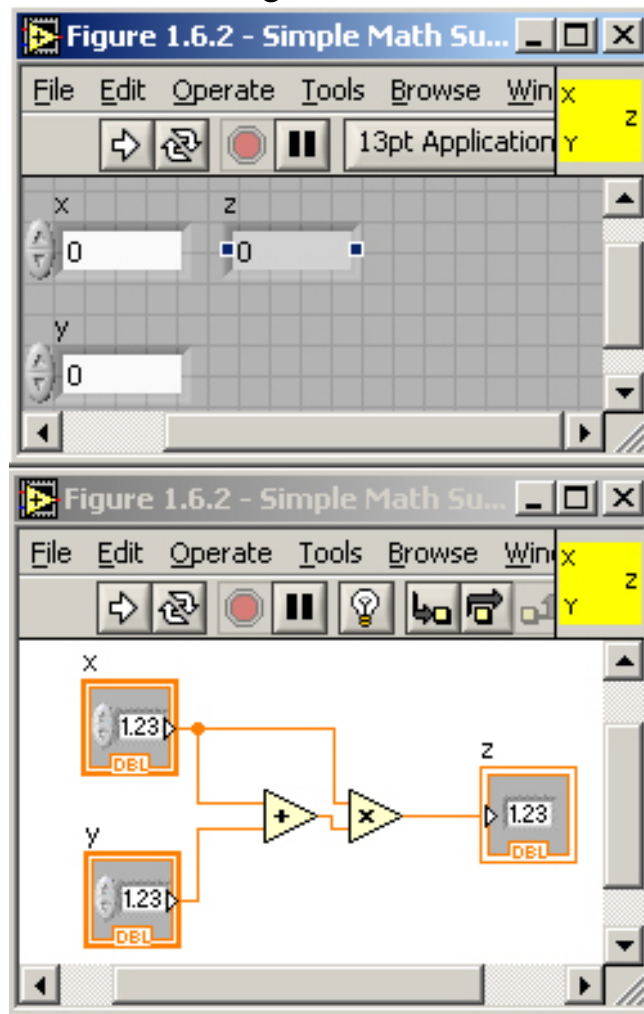 Figure 1.6.2 - Simple Math Su...
File Edit Operate Tools Browse Win
13pt Application
X
Z
Y
x z
0 0
y
0
Figure 1.6.2 - Simple Math Su...
File Edit Operate Tools Browse Win
X
Z
Y
x
1.23
DBL
z
+ x 1.23
DBL
y
1.23
DBL